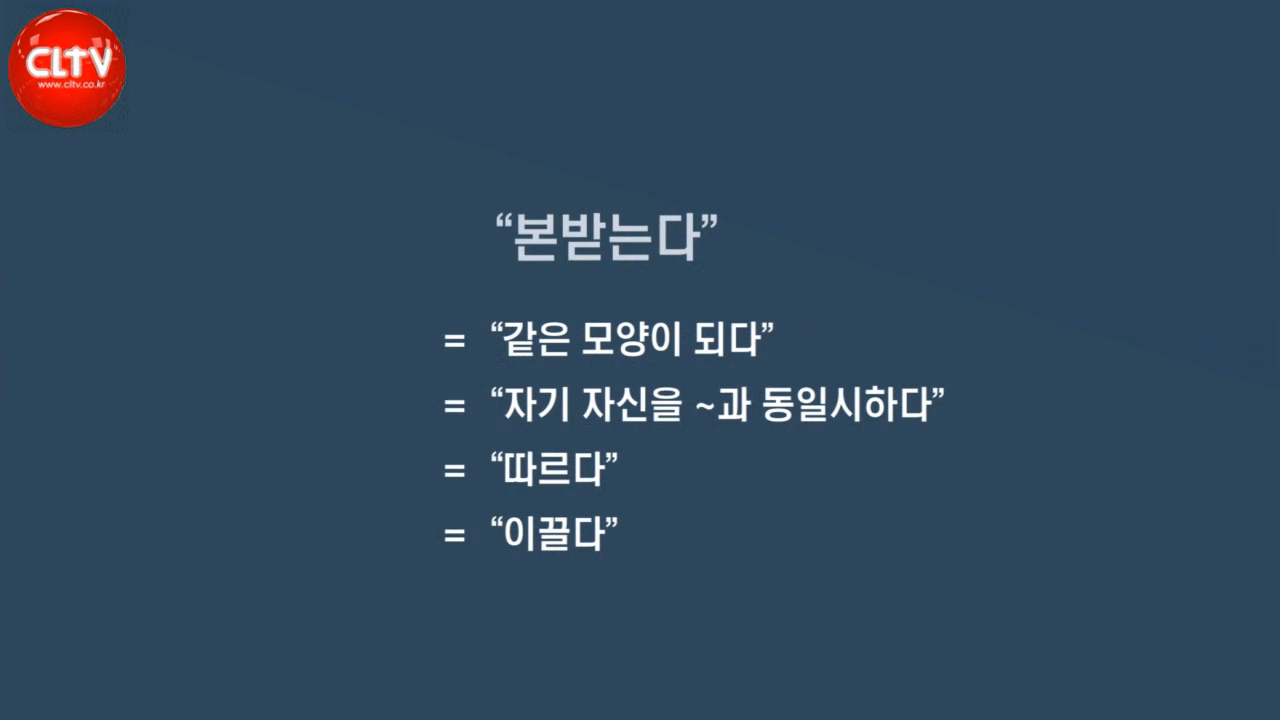 CLTV
www.cltv.co.kr
“본받는다”
= “같은 모양이 되다”
= “자기 자신을 ~과 동일시하다”
= “따르다”
= “이끌다”